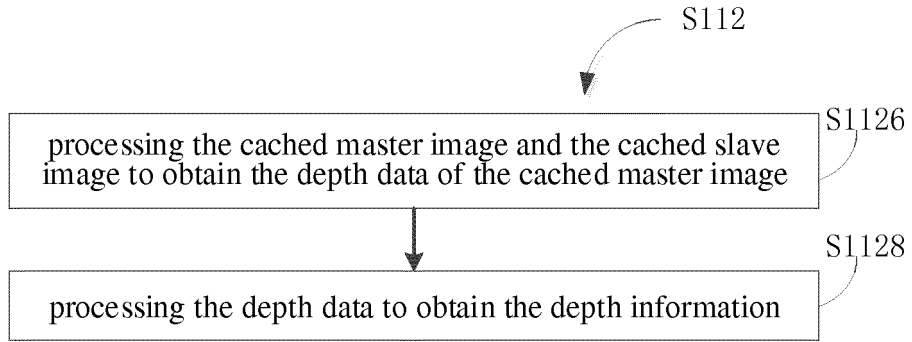 S112
S1126
processing the cached master image and the cached slave
image to obtain the depth data of the cached master image
S1128
processing the depth data to obtain the depth information